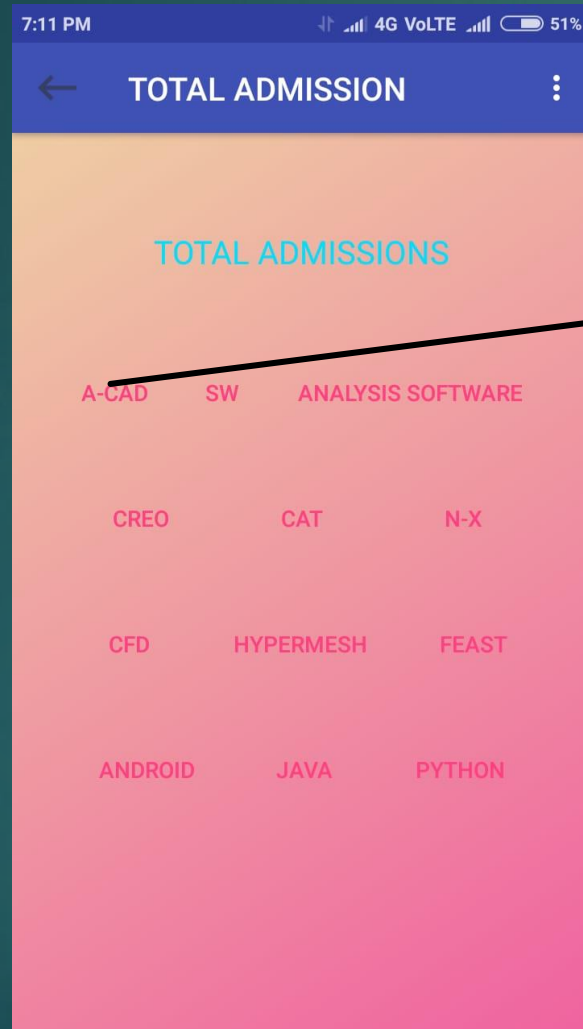 7:11 PM 4G VoLTE 51%
TOTAL ADMISSION
TOTAL ADMISSIONS
A-CAD SW ANALYSIS SOFTWARE
CREO CAT N-X
CFD HYPERMESH FEAST
ANDROID JAVA PYTHON